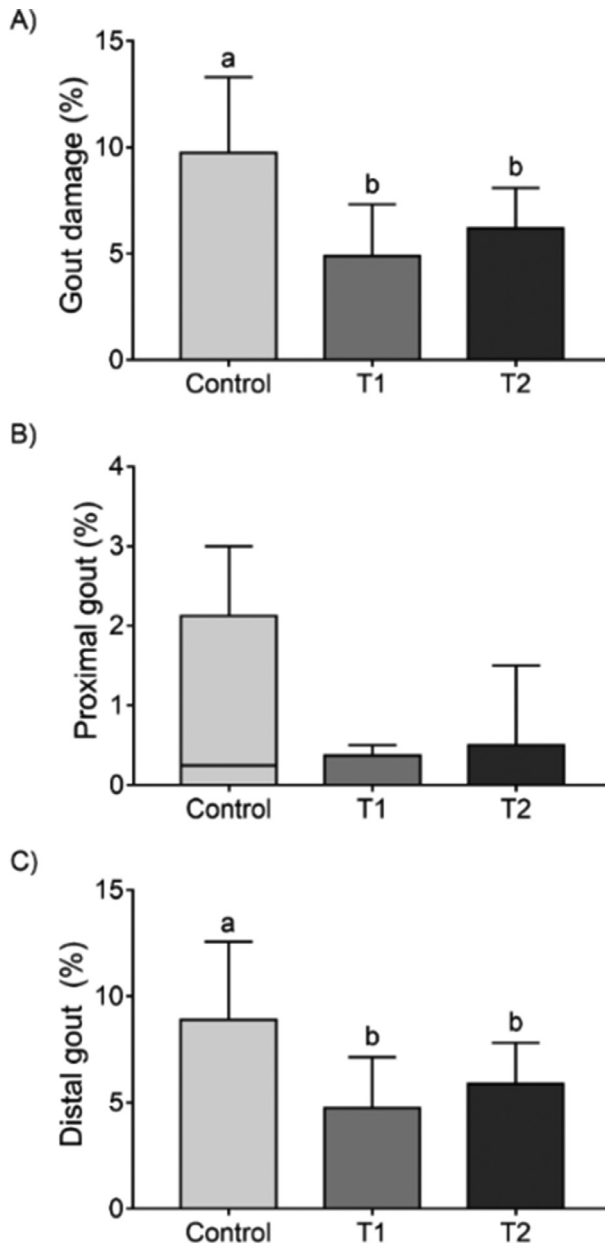 A)
Gout damage (%)
15
10
5
0
a
b
b
Control T1 T2
B)
Proximal gout (%)
4
3
2
1
0
Control T1 T2
C)
Distal gout (%)
15
10
5
0
a
b
b
Control T1 T2